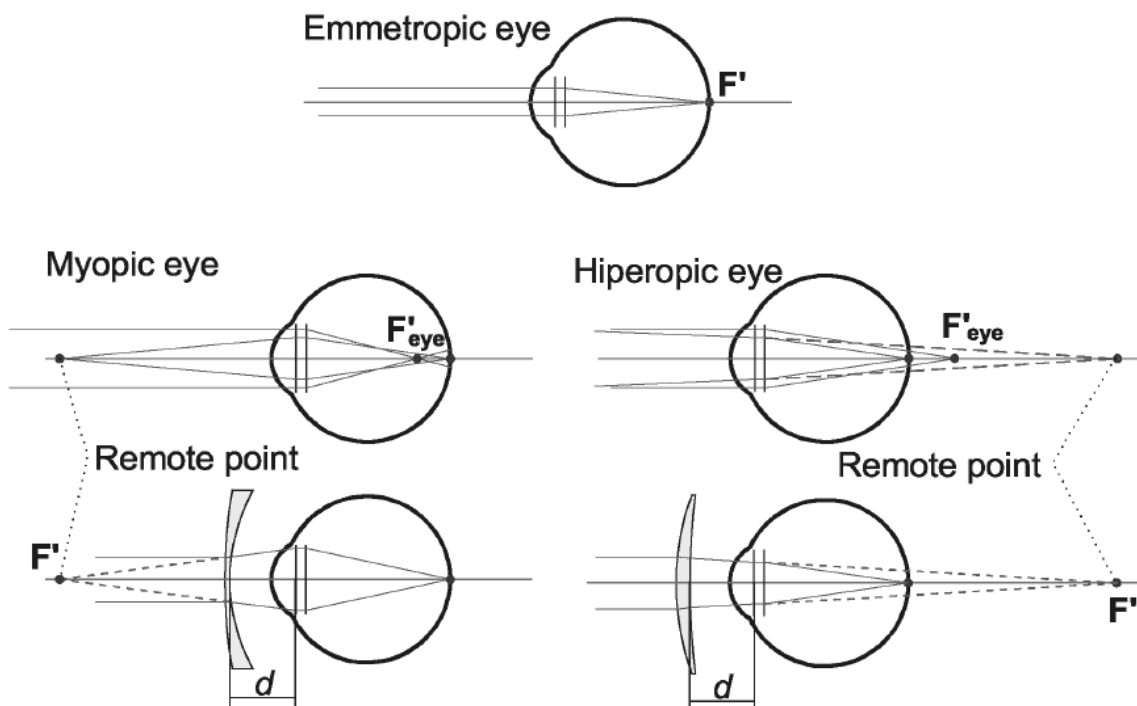 Emmetropic eye
F'
Myopic eye
F'eye
Remote point
F'
d
Hiperopic eye
F'eye
Remote point
F'
d